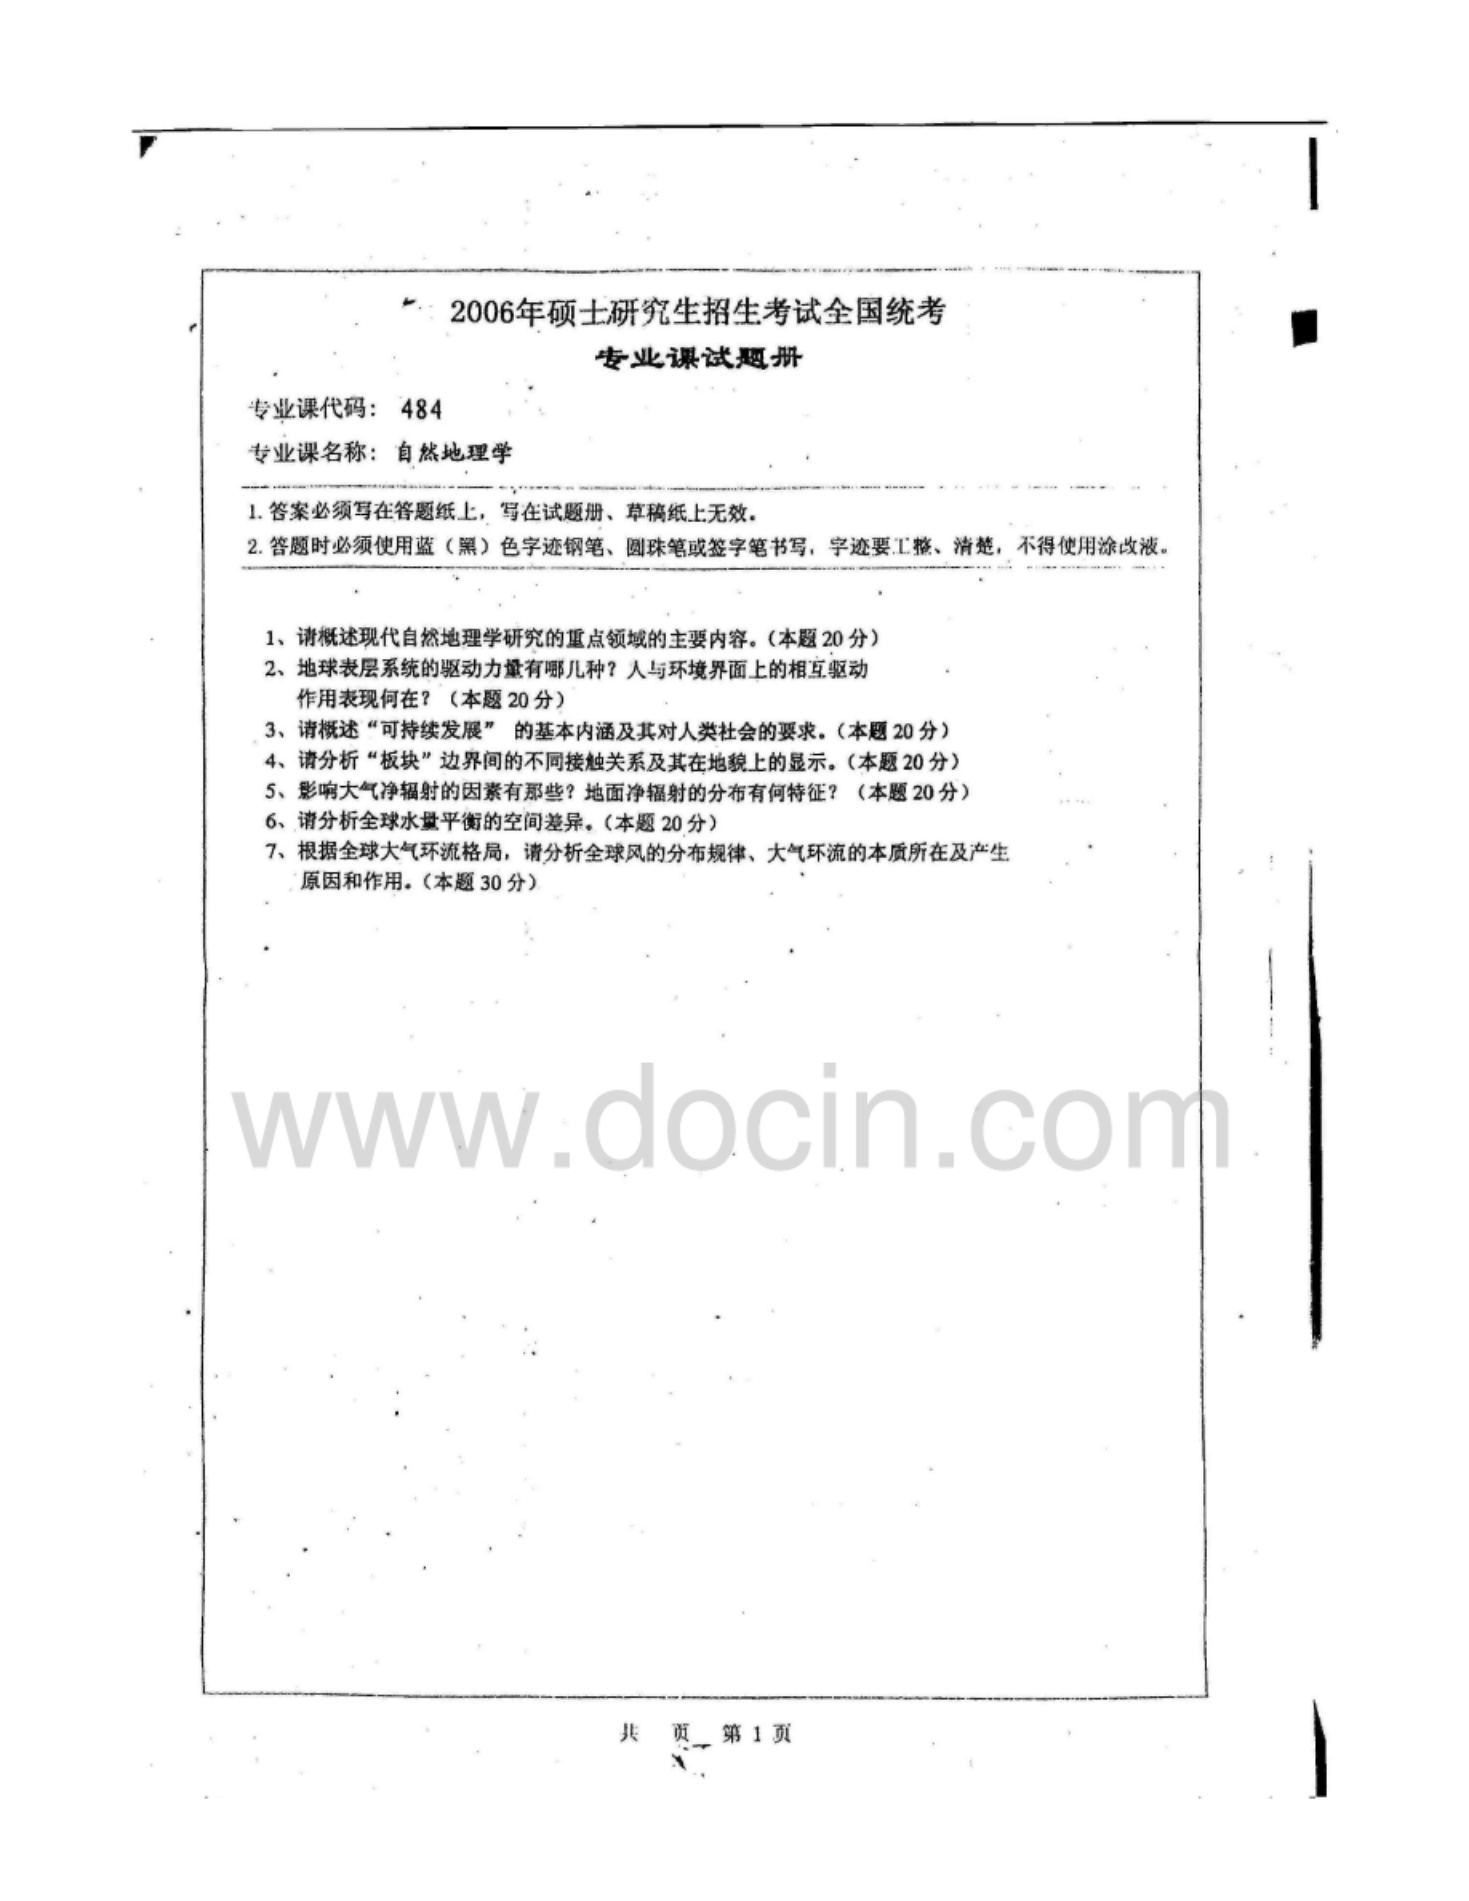 2006年硕士研究生招生考试全国统考
专业课试题册
专业课代码： 484
专业课名称：自然地理学
1. 答案必须写在答题纸上，写在试题册、草稿纸上无效。
2. 答题时必须使用蓝（黑）色字迹钢笔、圆珠笔或签字笔书写，字迹要工整、清楚，不得使用涂改液。
1、请概述现代自然地理学研究的重点领域的主要内容。（本题 20 分）
2、地球表层系统的驱动力量有哪几种？人与环境界面上的相互驱动
作用表现何在？（本题 20 分）
3、请概述“可持续发展” 的基本内涵及其对人类社会的要求。（本题 20 分）
4、请分析“板块”边界间的不同接触关系及其在地貌上的显示。（本题 20 分）
5、影响大气净辐射的因素有那些？地面净辐射的分布有何特征？（本题 20 分）
6、请分析全球水量平衡的空间差异。（本题 20 分）
7、根据全球大气环流格局，请分析全球风的分布规律、大气环流的本质所在及产生
原因和作用。（本题 30 分）
www.docin.com
共 页 第 1 页